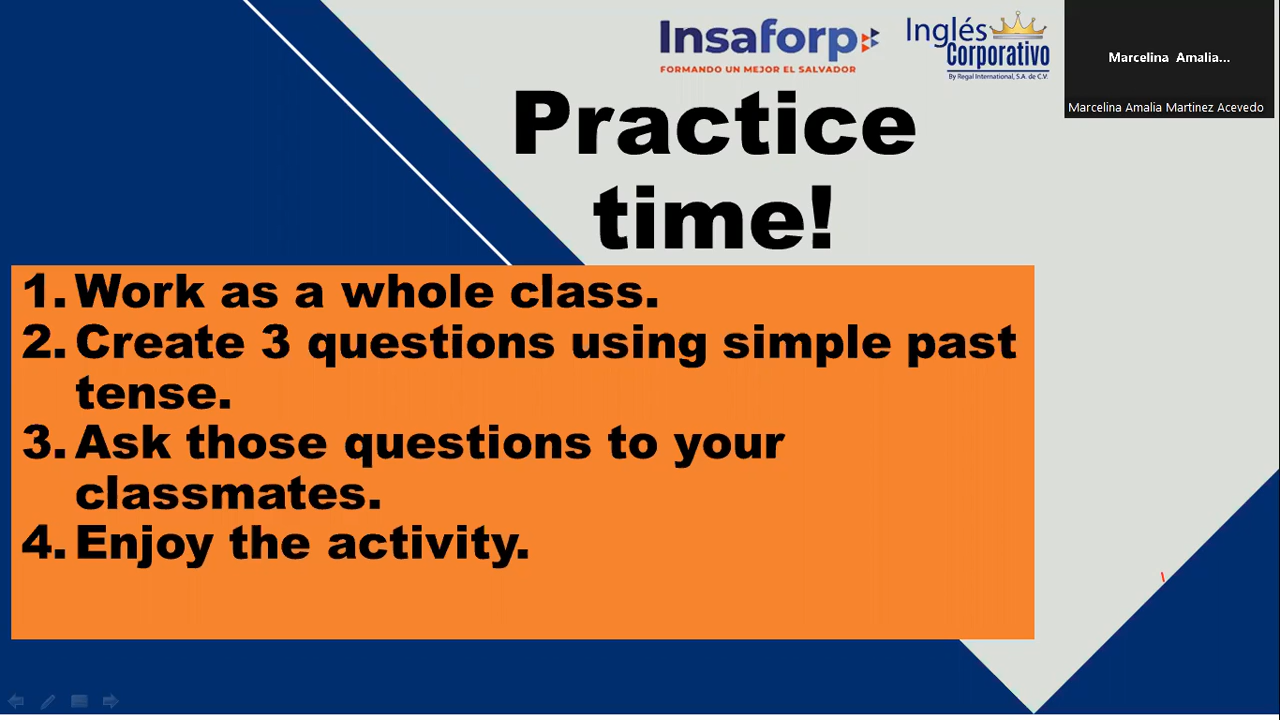 Insaforp
FORMANDO UN MEJOR EL SALVADOR
Inglés
Corporativo
By Regal International, S.A. de C.V.
Marcelina Amalia...
Marcelina Amalia Martinez Acevedo
Practice
time!
1. Work as a whole class.
2. Create 3 questions using simple past
tense.
3. Ask those questions to your
classmates.
4. Enjoy the activity.